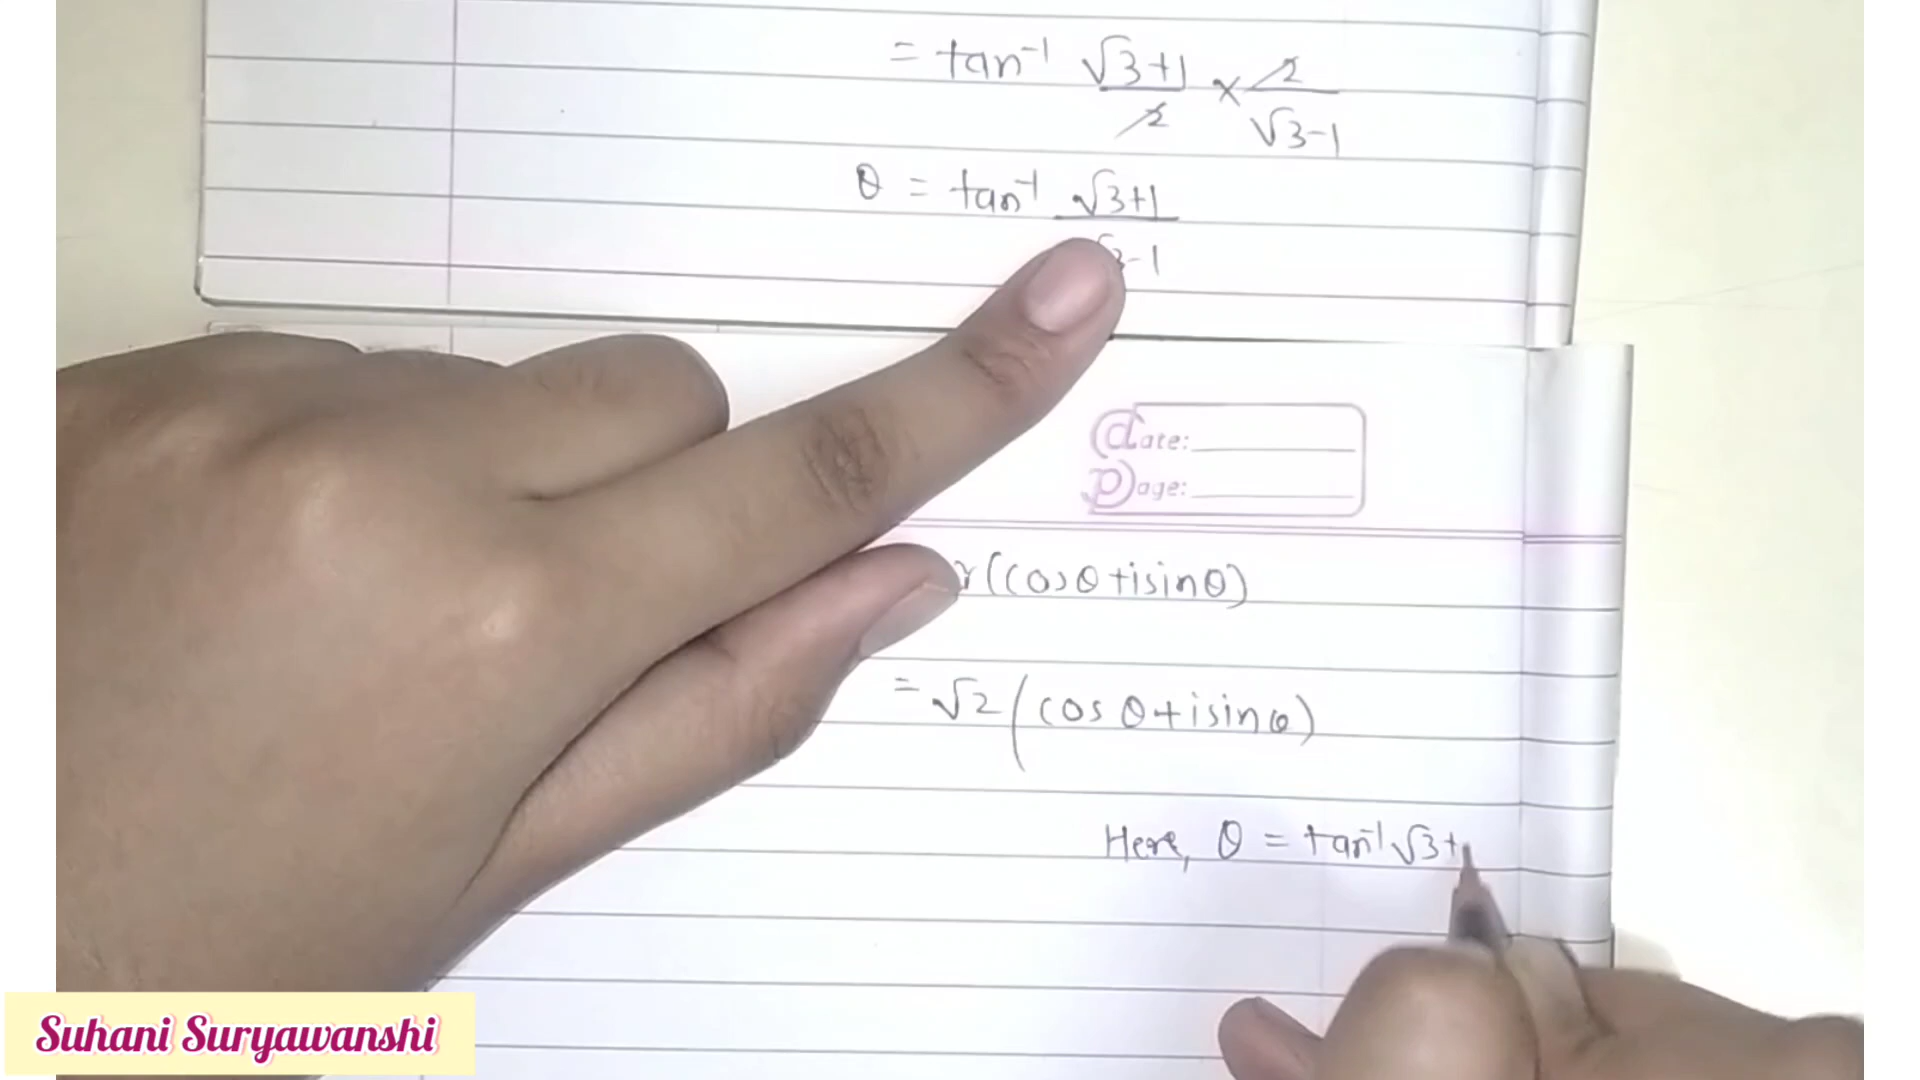 = tan⁻¹ √3+1/2 × 2/√3-1
θ = tan⁻¹ √3+1/√3-1
Date:
Page:
r(cosθ+isinθ)
= √2(cos θ+isinθ)
Here, θ = tan⁻¹√3+
Suhani Suryawanshi